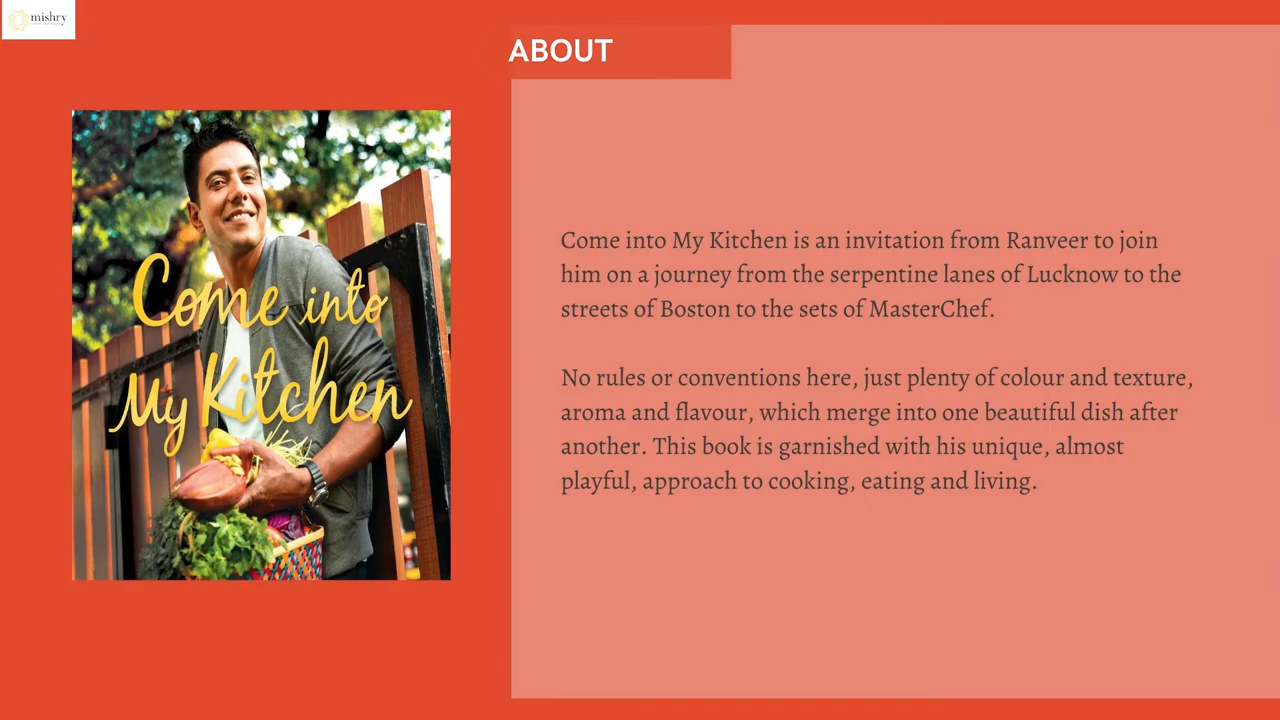 mishry
ABOUT
Come into
My Kitchen
Come into My Kitchen is an invitation from Ranveer to join
him on a journey from the serpentine lanes of Lucknow to the
streets of Boston to the sets of MasterChef.
No rules or conventions here, just plenty of colour and texture,
aroma and flavour, which merge into one beautiful dish after
another. This book is garnished with his unique, almost
playful, approach to cooking, eating and living.